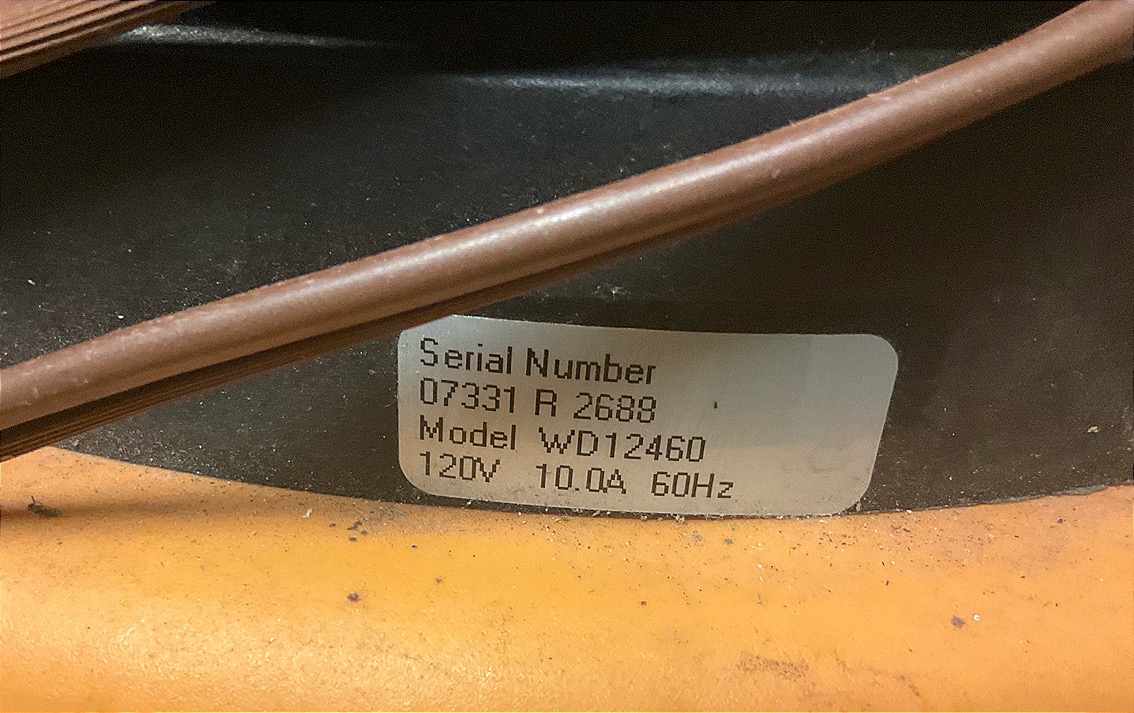 Serial Number
07331 R 2688
Model WD12460
120V 10.0A 60Hz